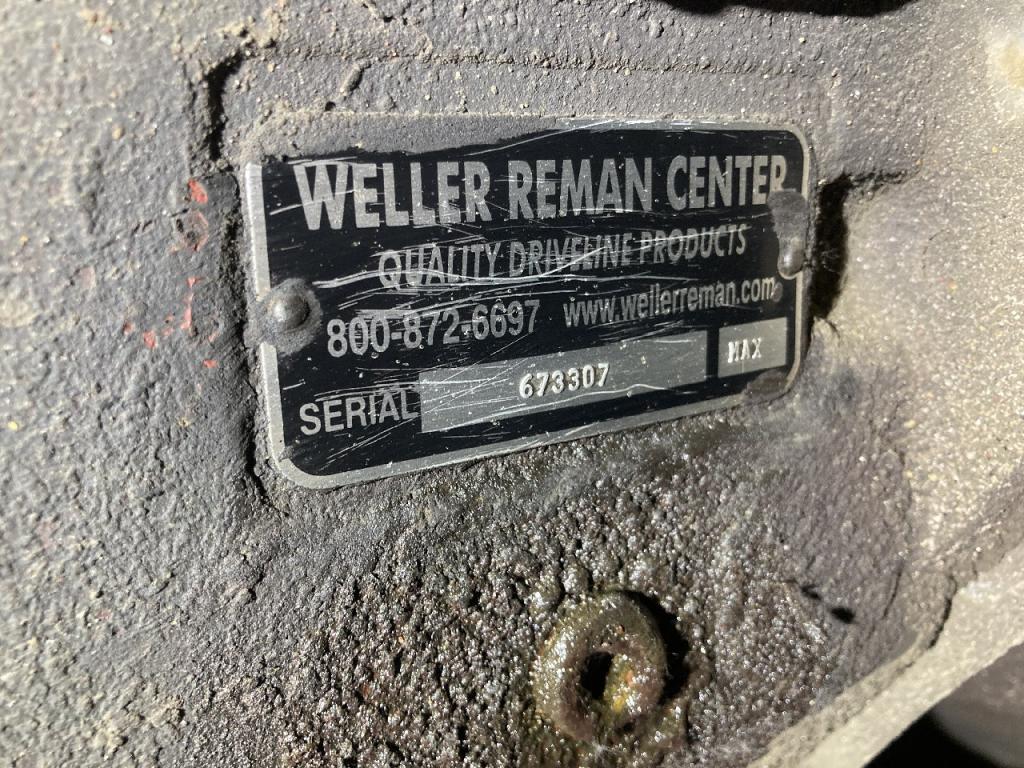 WELLER REMAN CENTER
QUALITY DRIVELINE PRODUCTS
800-872-6697 www.wellerreman.com
SERIAL 673307 MAX